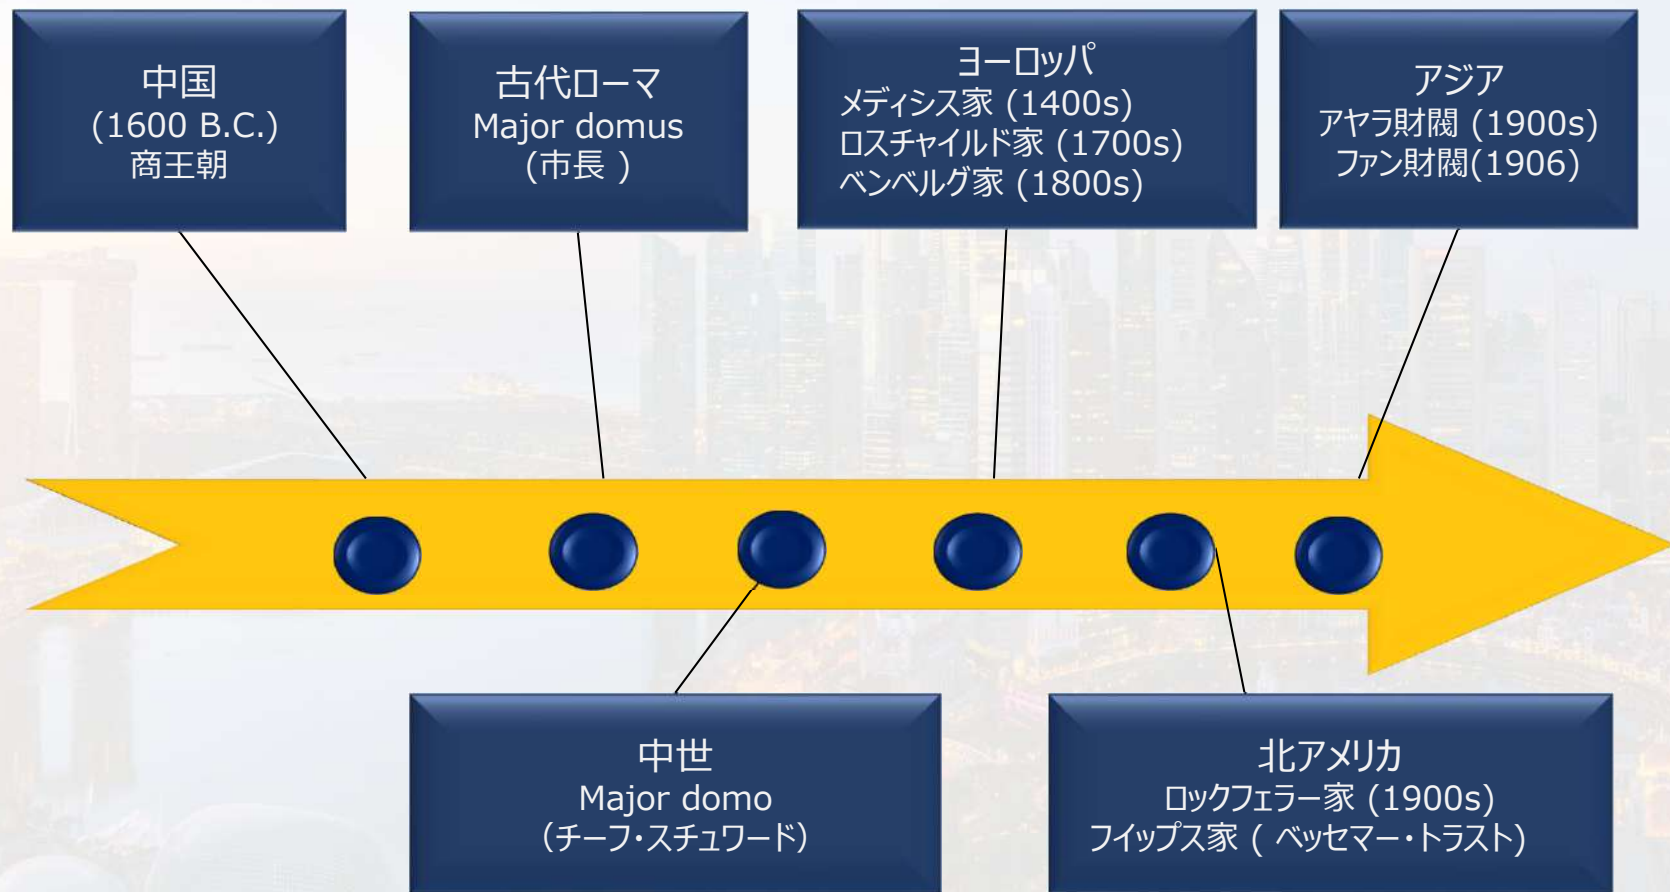 中国
(1600 B.C.)
商王朝
古代ローマ
Major domus
(市長 )
ヨーロッパ
メディシス家 (1400s)
ロスチャイルド家 (1700s)
ベンベルグ家 (1800s)
アジア
アヤラ財閥 (1900s)
ファン財閥(1906)
中世
Major domo
（チーフ・スチュワード）
北アメリカ
ロックフェラー家 (1900s)
フイップス家 ( ベッセマー・トラスト)